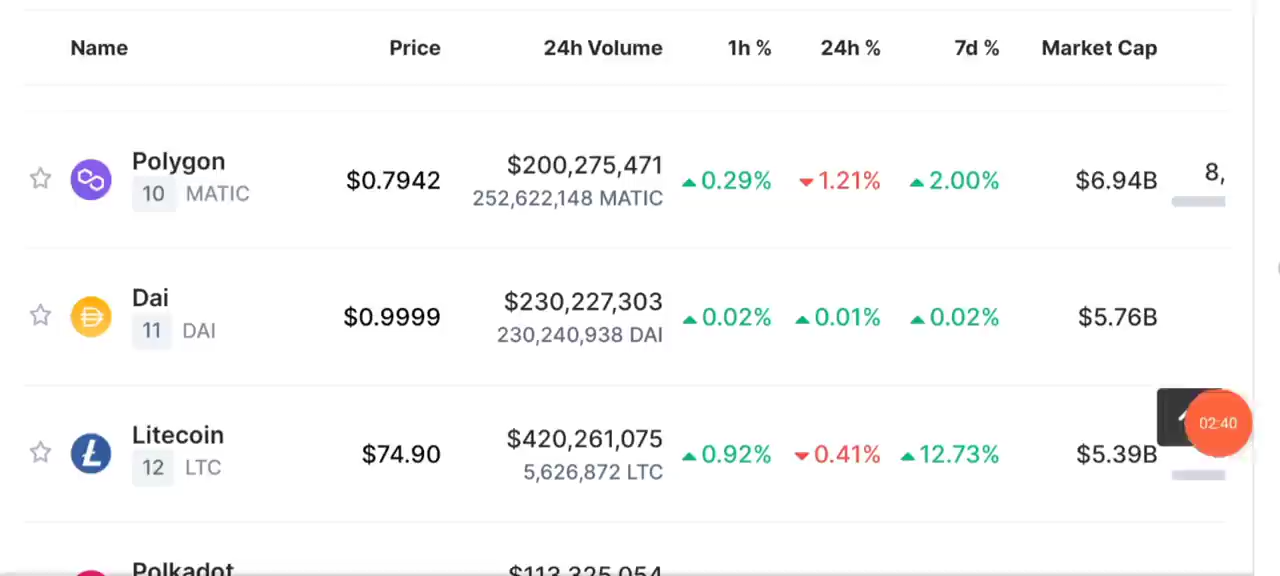 Name Price 24h Volume 1h % 24h % 7d % Market Cap
Polygon
10 MATIC
$0.7942
$200,275,471
252,622,148 MATIC
0.29% 1.21% 2.00% $6.94B 8,
Dai
11 DAI
$0.9999
$230,227,303
230,240,938 DAI
0.02% 0.01% 0.02% $5.76B
Litecoin
12 LTC
$74.90
$420,261,075
5,626,872 LTC
0.92% 0.41% 12.73% $5.39B
02:40
Polkadot $113,325,054